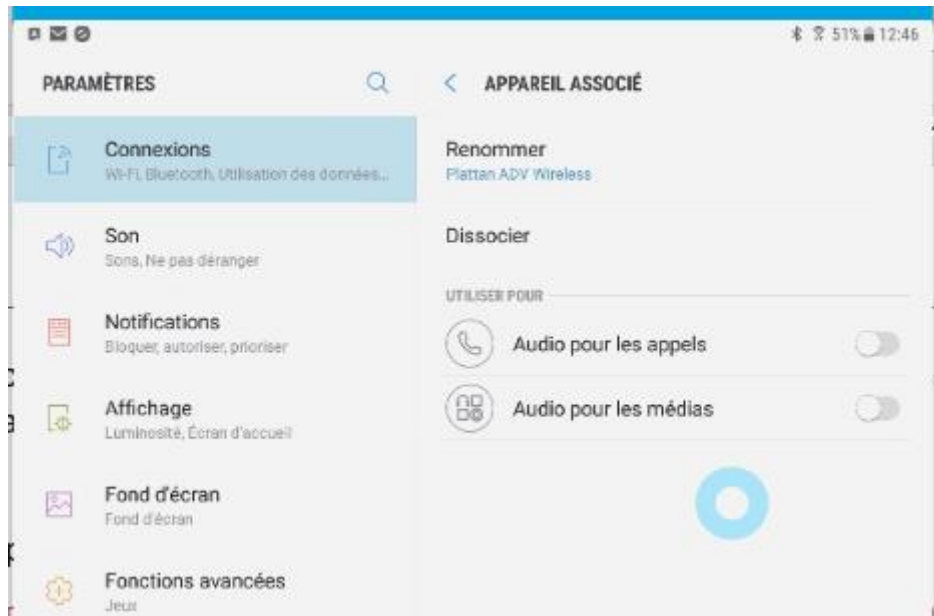 51% 12:46
PARAMÈTRES
Connexions
Wi-Fi, Bluetooth, Utilisation des données...
Son
Sons, Ne pas déranger
Notifications
Bloquer, autoriser, prioriser
Affichage
Luminosité, Écran d'accueil
Fond d'écran
Fond d'écran
Fonctions avancées
Jeux
APPAREIL ASSOCIÉ
Renommer
Plattan ADV Wireless
Dissocier
UTILISER POUR
Audio pour les appels
Audio pour les médias